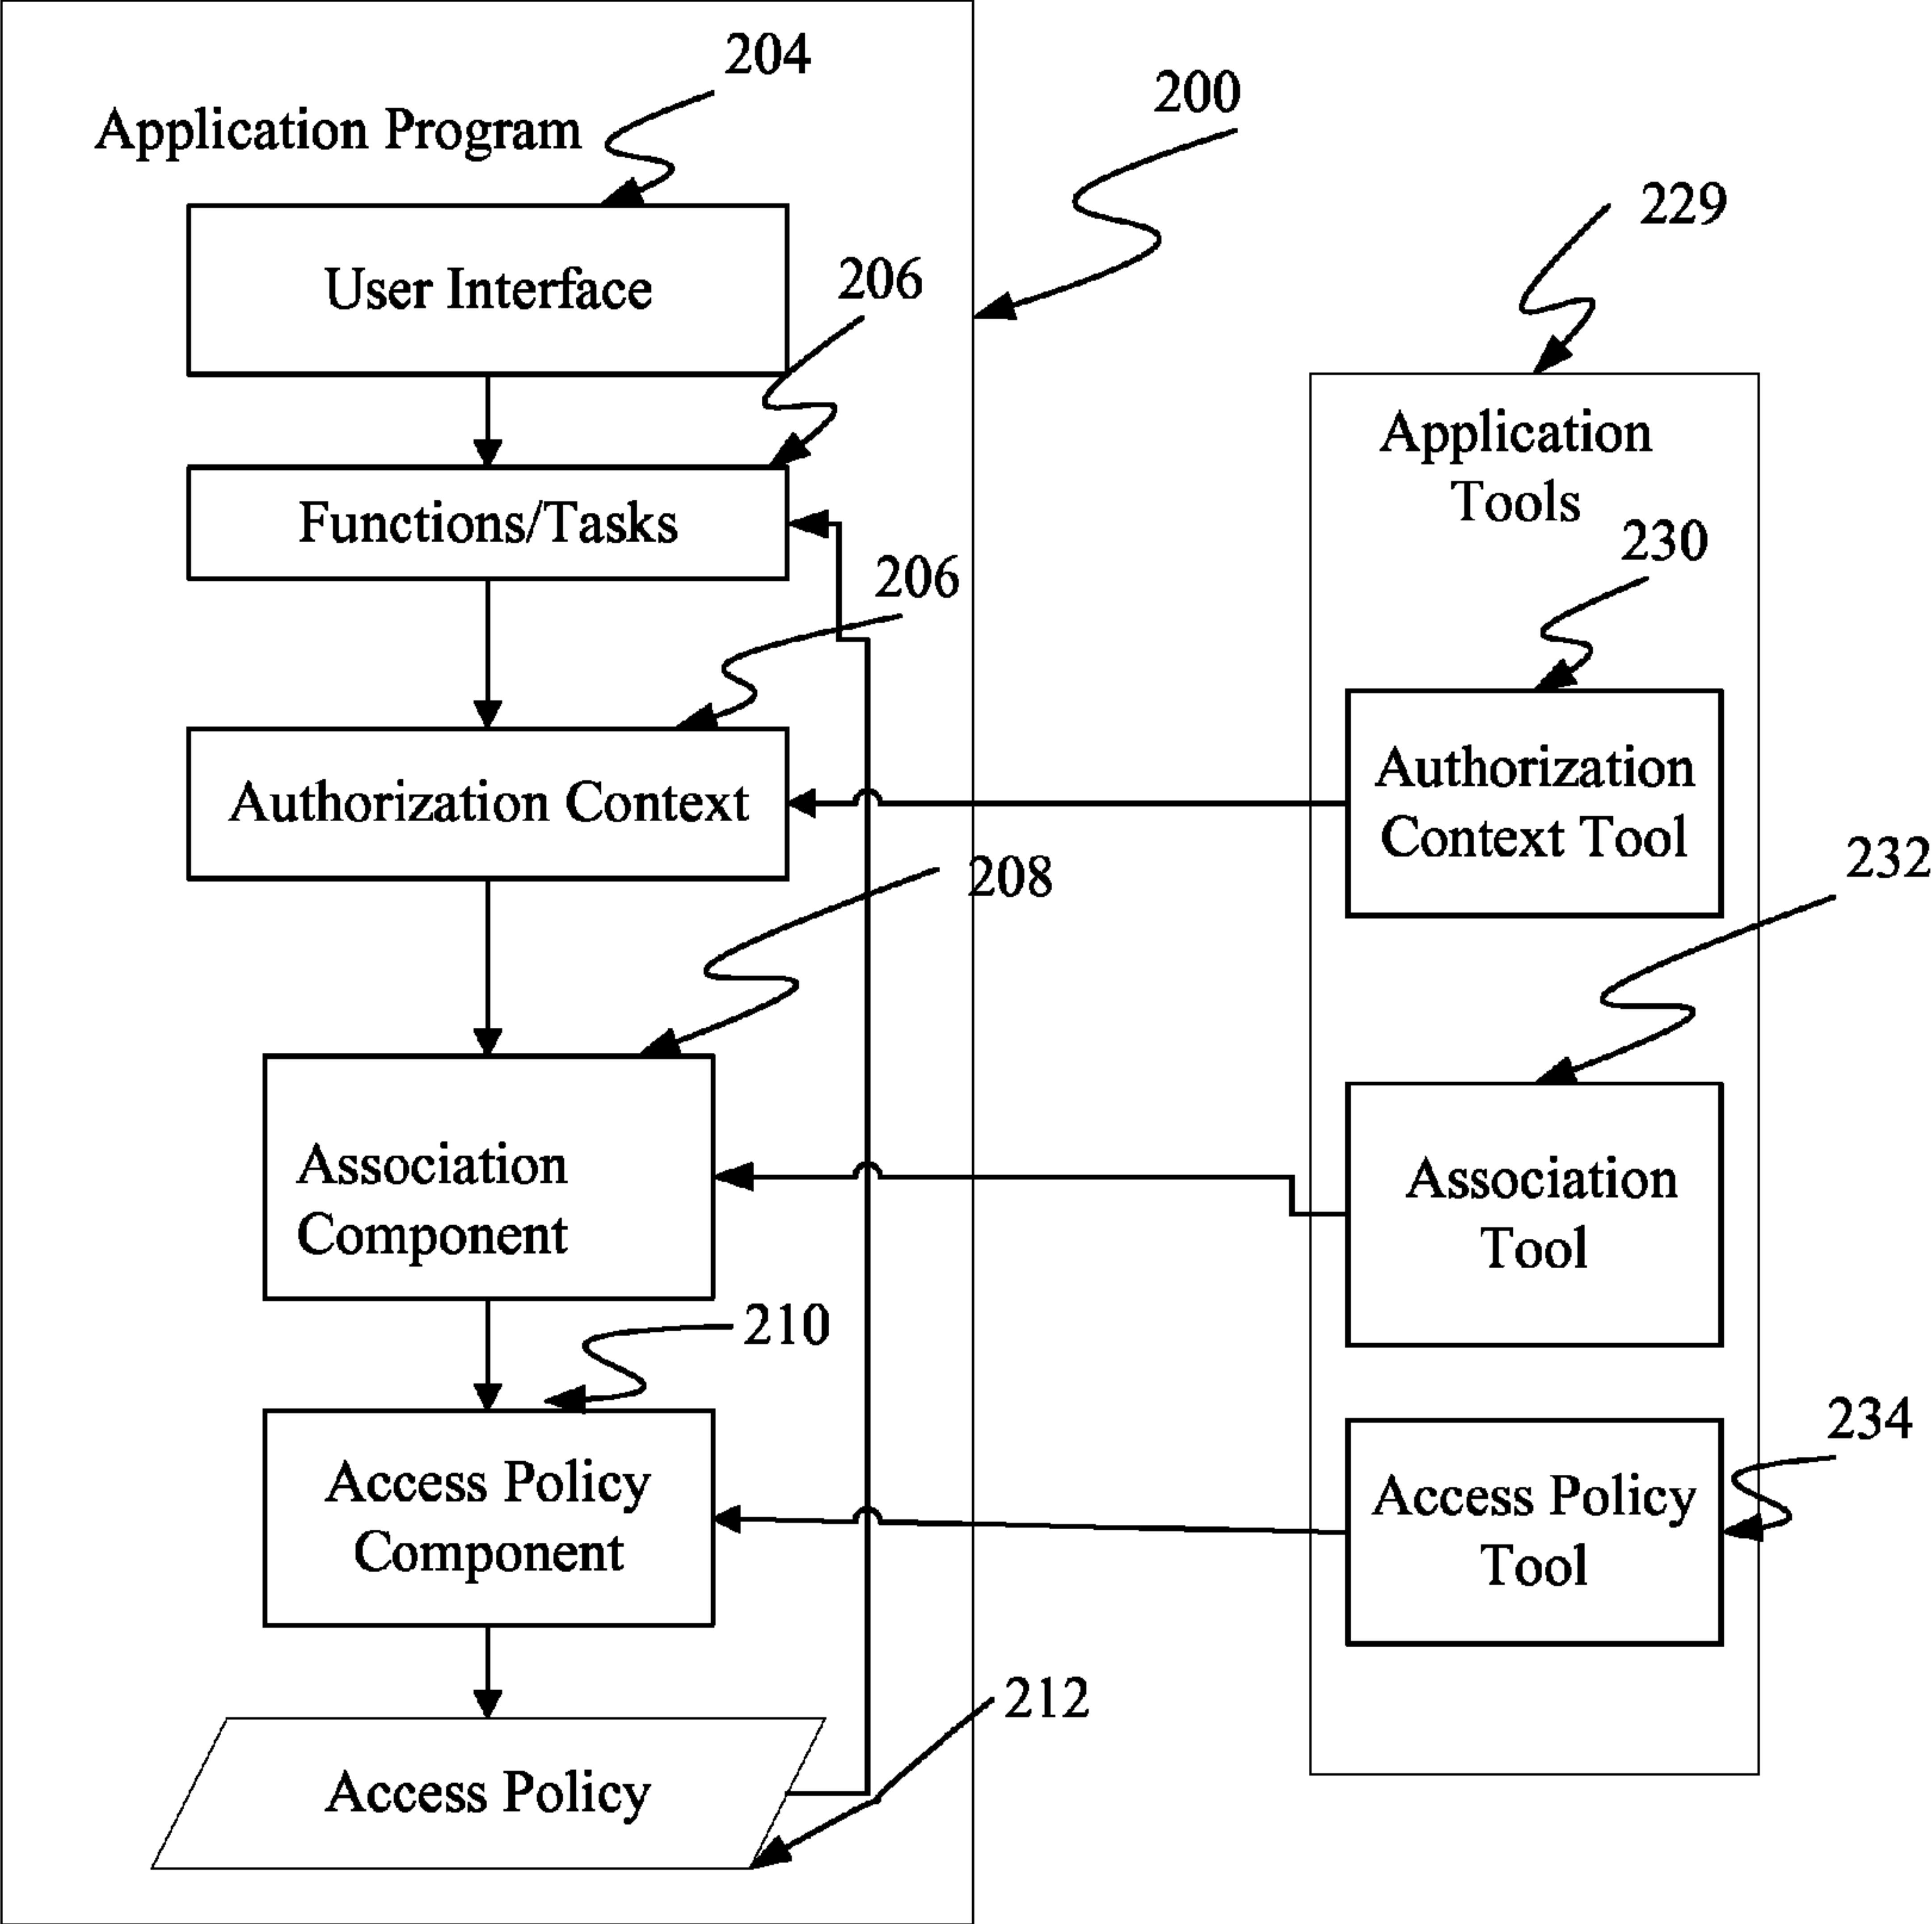 204
Application Program
200
229
User Interface
206
Application
Tools
Functions/Tasks
230
206
Authorization Context
Authorization
Context Tool
232
208
Association
Component
Association
Tool
210
234
Access Policy
Component
Access Policy
Tool
212
Access Policy